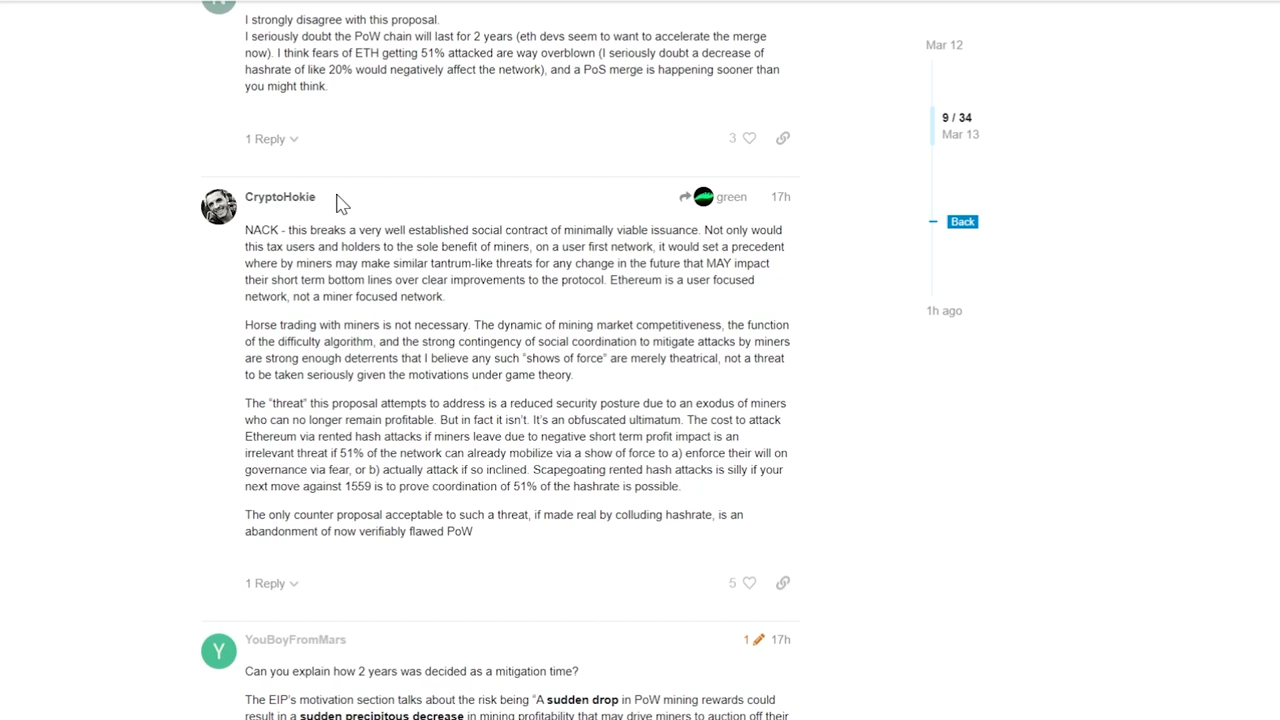 I strongly disagree with this proposal.
I seriously doubt the PoW chain will last for 2 years (eth devs seem to want to accelerate the merge
now). I think fears of ETH getting 51% attacked are way overblown (I seriously doubt a decrease of
hashrate of like 20% would negatively affect the network), and a PoS merge is happening sooner than
you might think.
1 Reply
3
Mar 12
9 / 34
Mar 13
Back
1h ago
CryptoHokie
green
17h
NACK - this breaks a very well established social contract of minimally viable issuance. Not only would
this tax users and holders to the sole benefit of miners, on a user first network, it would set a precedent
where by miners may make similar tantrum-like threats for any change in the future that MAY impact
their short term bottom lines over clear improvements to the protocol. Ethereum is a user focused
network, not a miner focused network.
Horse trading with miners is not necessary. The dynamic of mining market competitiveness, the function
of the difficulty algorithm, and the strong contingency of social coordination to mitigate attacks by miners
are strong enough deterrents that I believe any such “shows of force” are merely theatrical, not a threat
to be taken seriously given the motivations under game theory.
The “threat” this proposal attempts to address is a reduced security posture due to an exodus of miners
who can no longer remain profitable. But in fact it isn’t. It’s an obfuscated ultimatum. The cost to attack
Ethereum via rented hash attacks if miners leave due to negative short term profit impact is an
irrelevant threat if 51% of the network can already mobilize via a show of force to a) enforce their will on
governance via fear, or b) actually attack if so inclined. Scapegoating rented hash attacks is silly if your
next move against 1559 is to prove coordination of 51% of the hashrate is possible.
The only counter proposal acceptable to such a threat, if made real by colluding hashrate, is an
abandonment of now verifiably flawed PoW
1 Reply
5
Y
YouBoyFromMars
1
17h
Can you explain how 2 years was decided as a mitigation time?
The EIP’s motivation section talks about the risk being “A sudden drop in PoW mining rewards could
result in a sudden precipitous decrease in mining profitability that may drive miners to auction off their